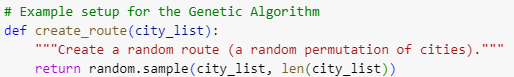 # Example setup for the Genetic Algorithm
def create_route(city_list):
    """Create a random route (a random permutation of cities)."""
    return random.sample(city_list, len(city_list))